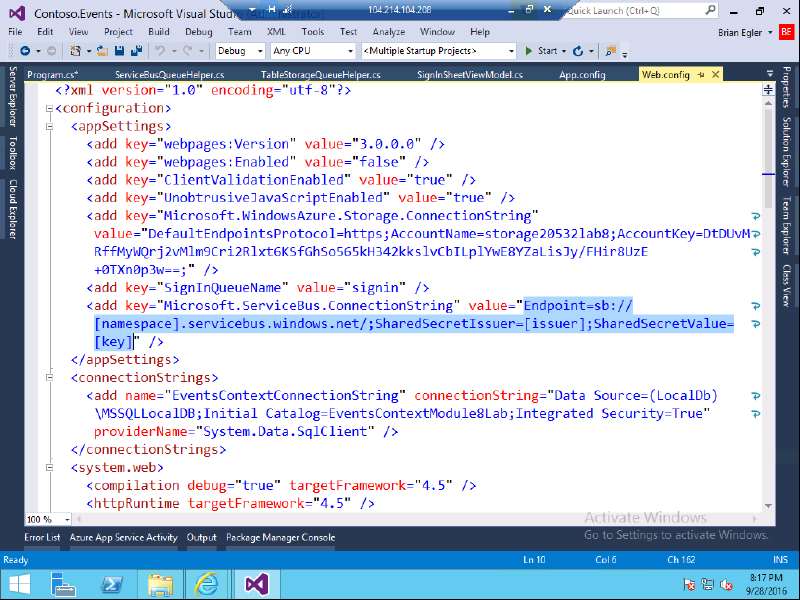 Contoso.Events - Microsoft Visual Studio
104.214.104.208
Quick Launch (Ctrl+Q)
File Edit View Project Build Debug Team XML Tools Test Analyze Window Help
Brian Egler
BE
Debug Any CPU <Multiple Startup Projects> Start
Program.cs* ServiceBusQueueHelper.cs TableStorageQueueHelper.cs SignInSheetViewModel.cs App.config Web.config
Server Explorer
Toolbox
Cloud Explorer
<?xml version="1.0" encoding="utf-8"?>
<configuration>
<appSettings>
<add key="webpages:Version" value="3.0.0.0" />
<add key="webpages:Enabled" value="false" />
<add key="ClientValidationEnabled" value="true" />
<add key="UnobtrusiveJavaScriptEnabled" value="true" />
<add key="Microsoft.WindowsAzure.Storage.ConnectionString"
value="DefaultEndpointsProtocol=https;AccountName=storage20532lab8;AccountKey=DtDUvM
RffMyWQrj2vMlm9Cri2Rlxt6KSfGhSo565kH342kkslvCbILplYwE8YZaLisJy/FHir8UzE
+0TXn0p3w==;" />
<add key="SignInQueueName" value="signin" />
<add key="Microsoft.ServiceBus.ConnectionString" value="Endpoint=sb://
[namespace].servicebus.windows.net/;SharedSecretIssuer=[issuer];SharedSecretValue=
[key]" />
</appSettings>
<connectionStrings>
<add name="EventsContextConnectionString" connectionString="Data Source=(LocalDb)
\MSSQLLocalDB;Initial Catalog=EventsContextModule8Lab;Integrated Security=True"
providerName="System.Data.SqlClient" />
</connectionStrings>
<system.web>
<compilation debug="true" targetFramework="4.5" />
<httpRuntime targetFramework="4.5" />
Properties
Solution Explorer
Team Explorer
Class View
100 %
Activate Windows
Go to Settings to activate Windows.
Error List Azure App Service Activity Output Package Manager Console
Ready Ln 10 Col 6 Ch 162 INS
8:17 PM
9/28/2016